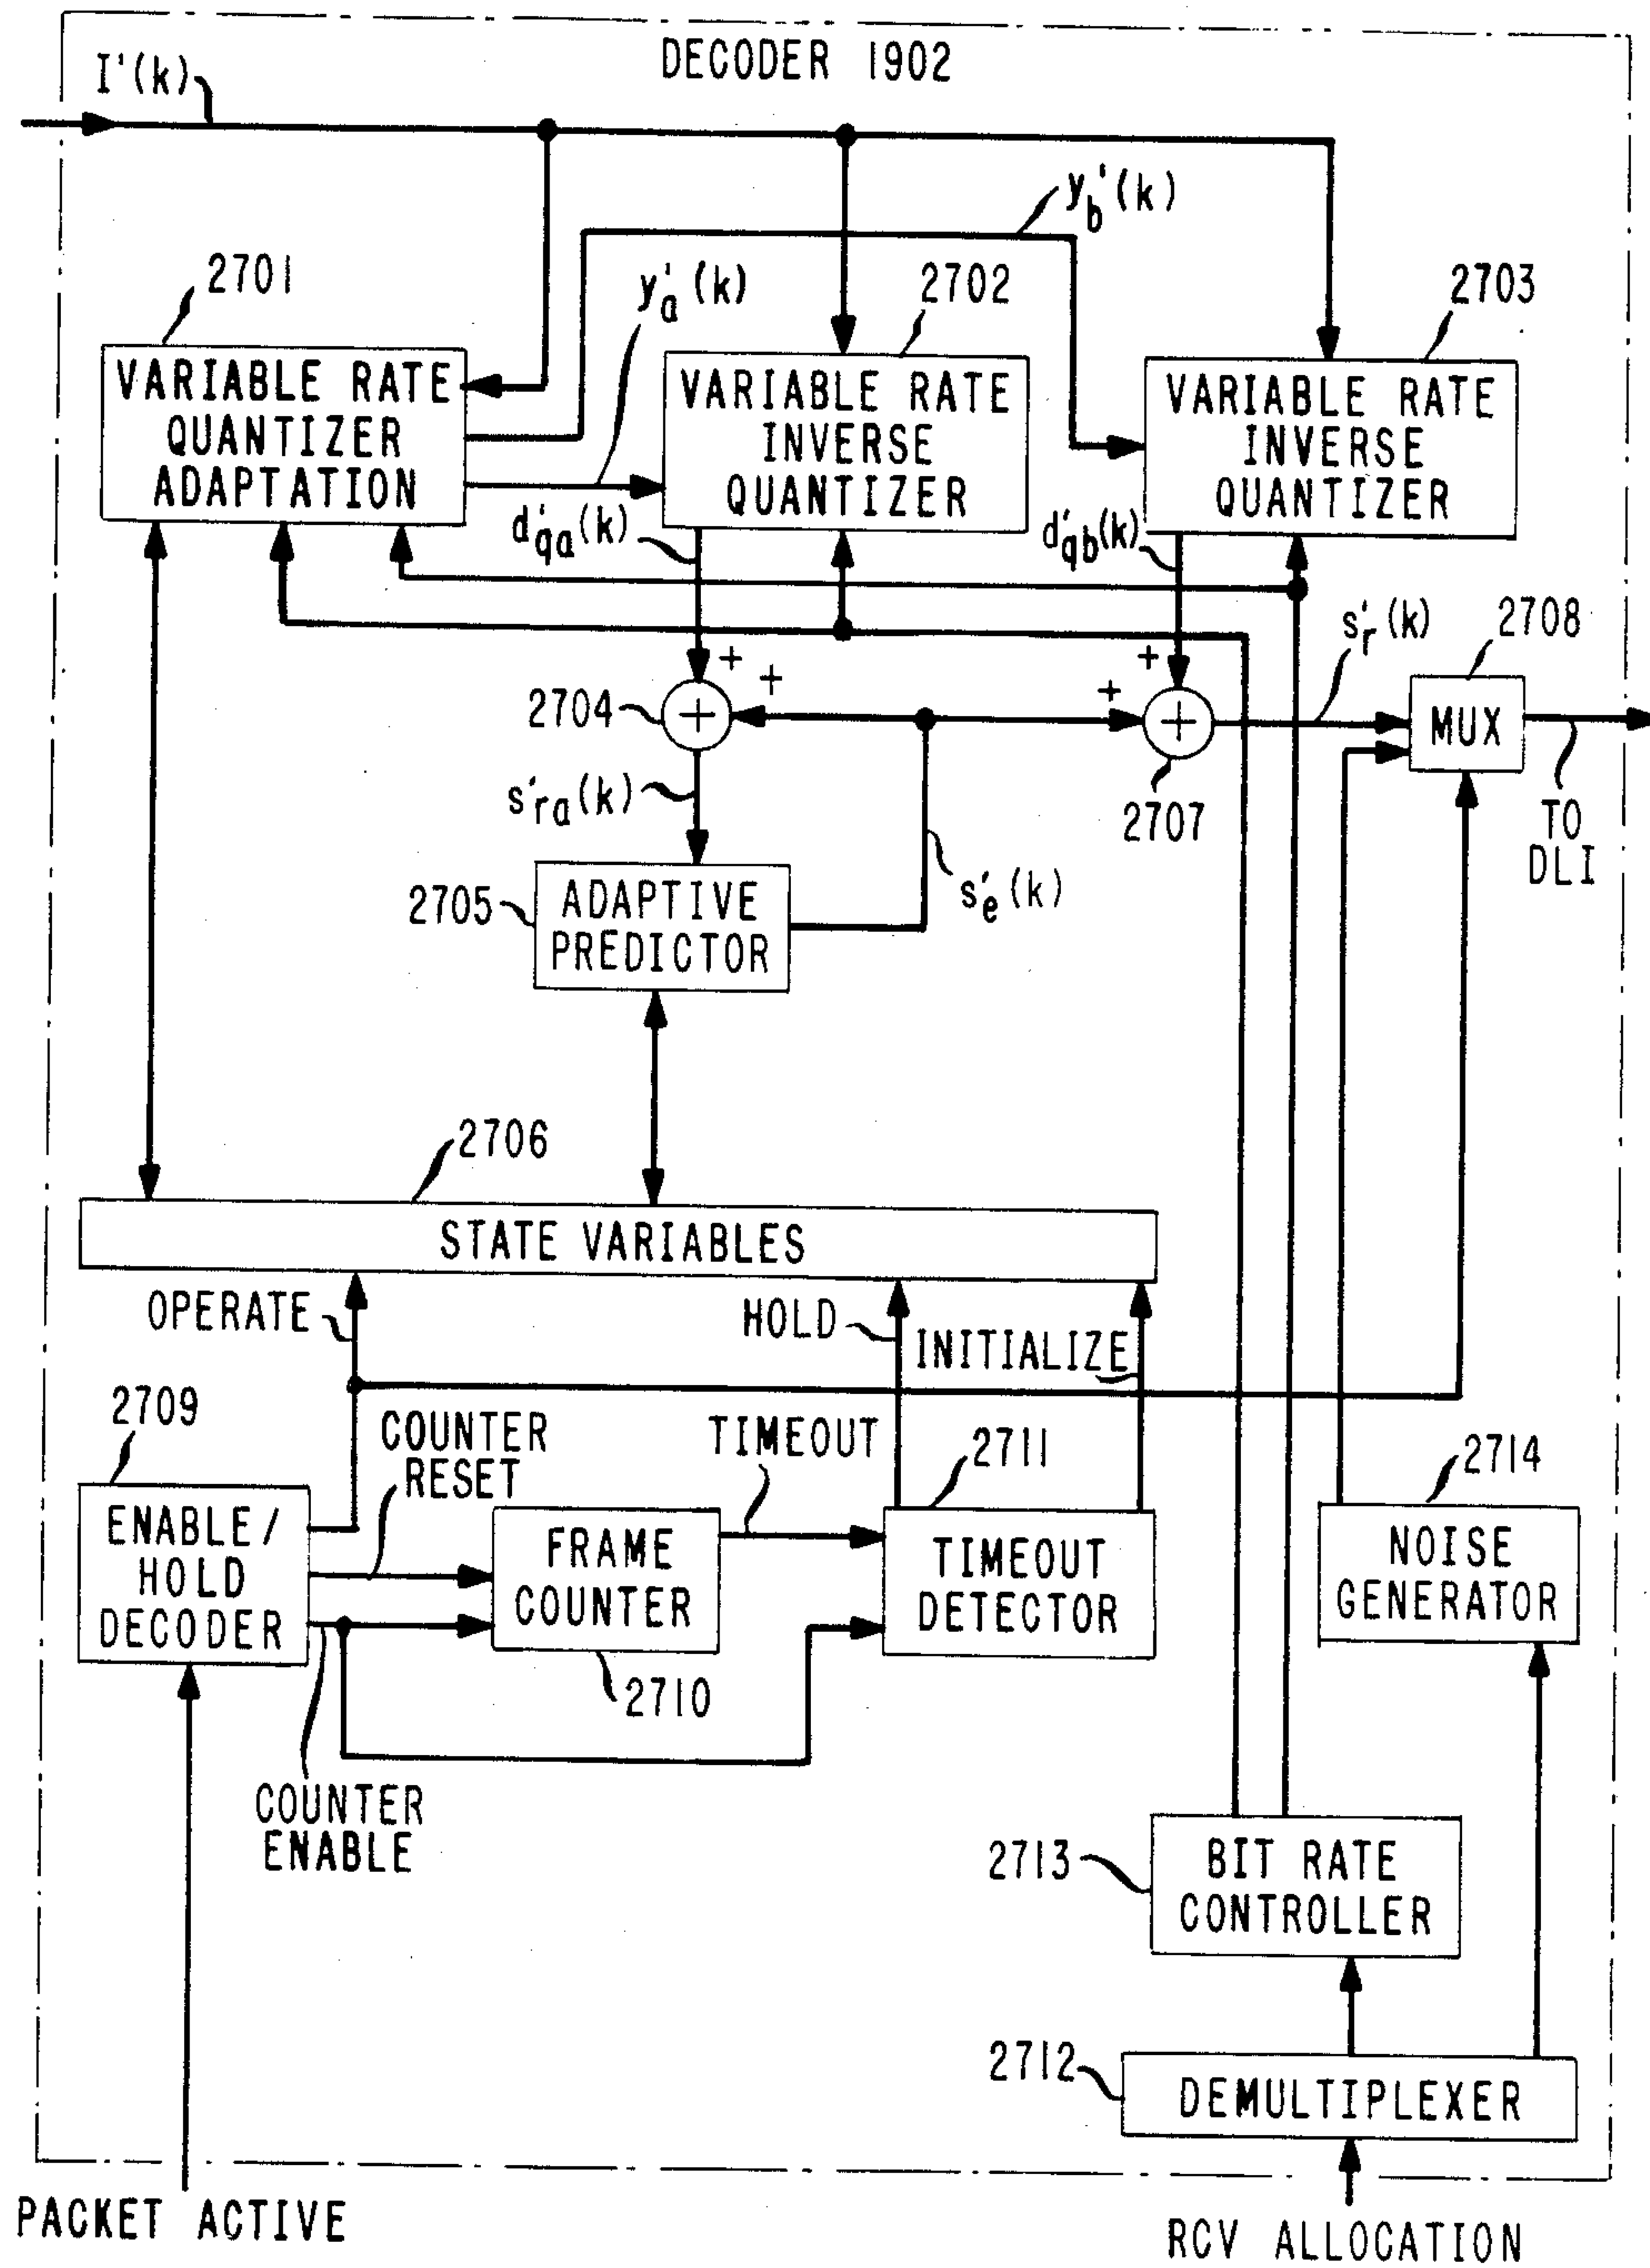 DECODER 1902
I'(k)
y'b(k)
2701
y'a(k)
2702
2703
VARIABLE RATE
QUANTIZER
ADAPTATION
VARIABLE RATE
INVERSE
QUANTIZER
VARIABLE RATE
INVERSE
QUANTIZER
d'qa(k)
d'qb(k)
s'r(k)
2708
+
+
+
+
2704
+
+
MUX
s'ra(k)
2707
TO
DLI
2705
ADAPTIVE
PREDICTOR
s'e(k)
2706
STATE VARIABLES
OPERATE
HOLD
INITIALIZE
2709
COUNTER
RESET
TIMEOUT
2711
2714
ENABLE/
HOLD
DECODER
FRAME
COUNTER
TIMEOUT
DETECTOR
NOISE
GENERATOR
2710
COUNTER
ENABLE
2713
BIT RATE
CONTROLLER
2712
DEMULTIPLEXER
PACKET ACTIVE
RCV ALLOCATION